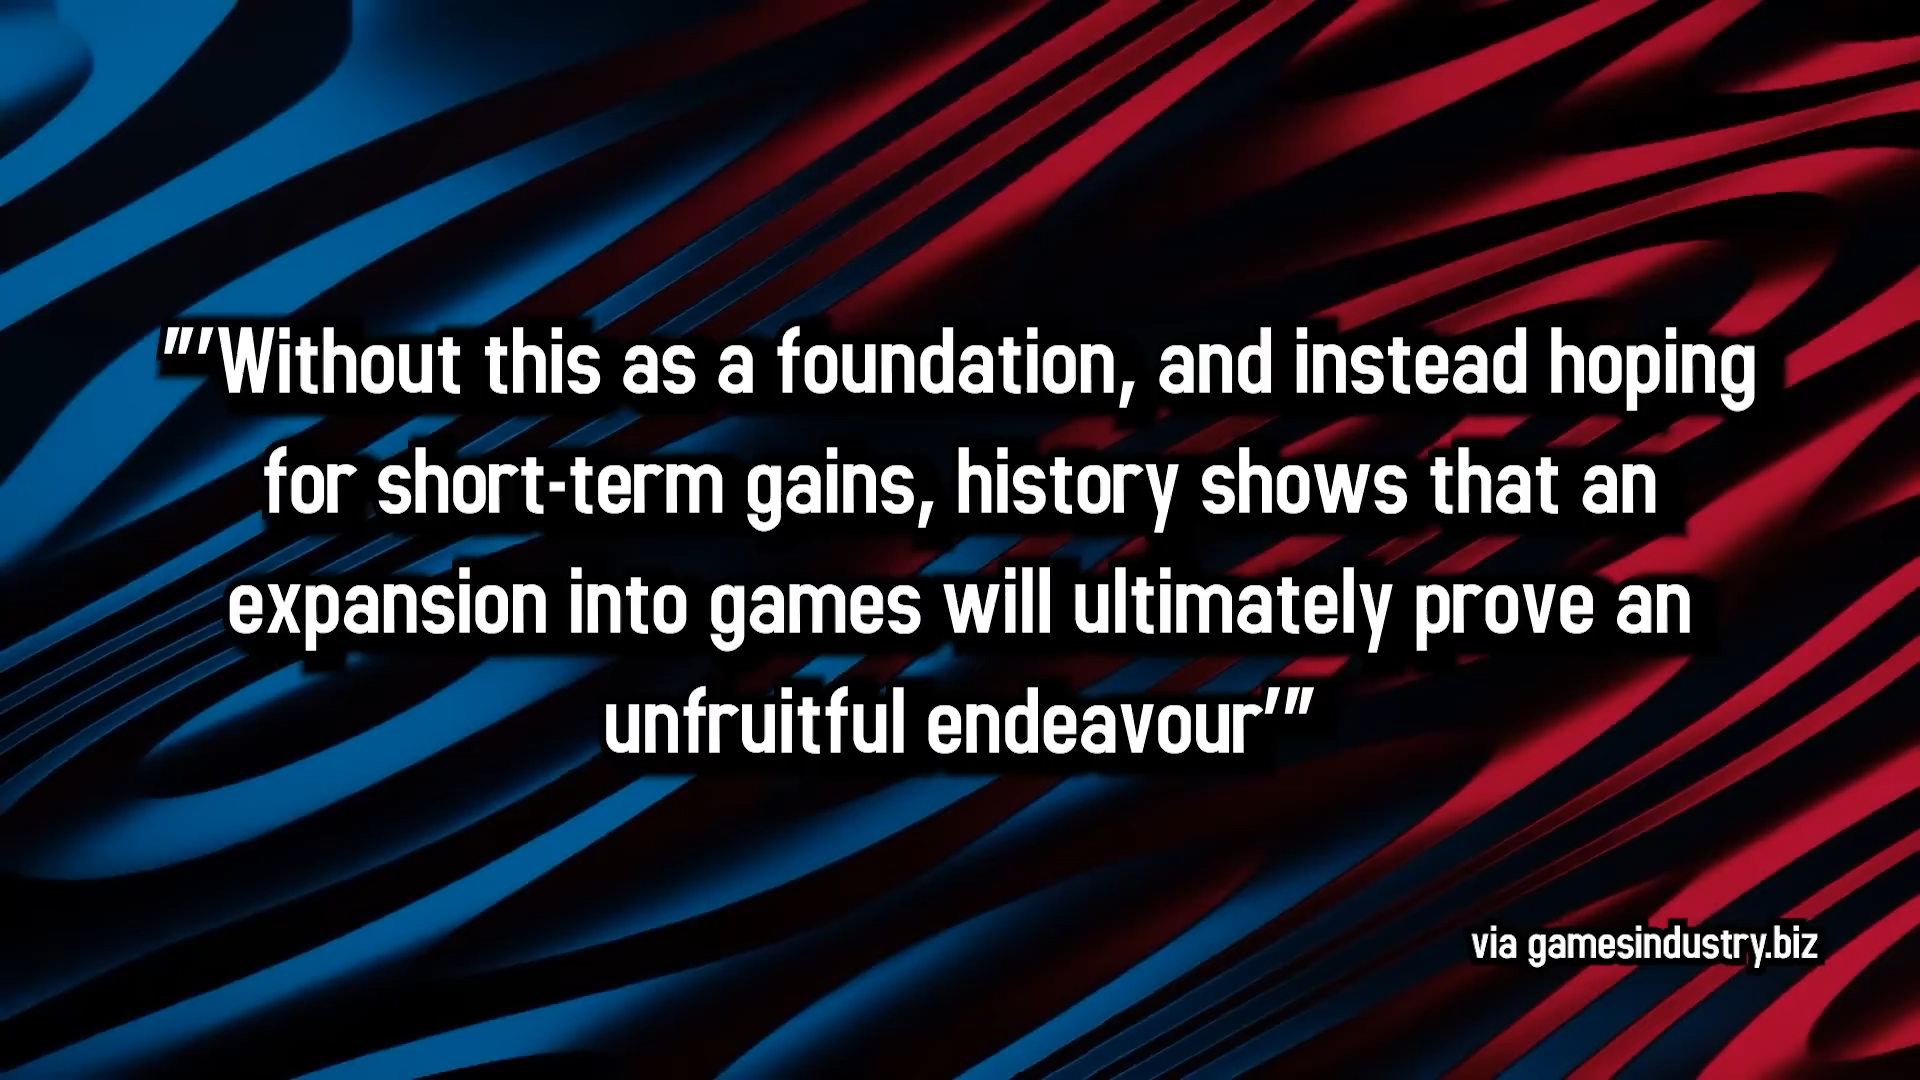 "'Without this as a foundation, and instead hoping
for short-term gains, history shows that an
expansion into games will ultimately prove an
unfruitful endeavour'"
via gamesindustry.biz